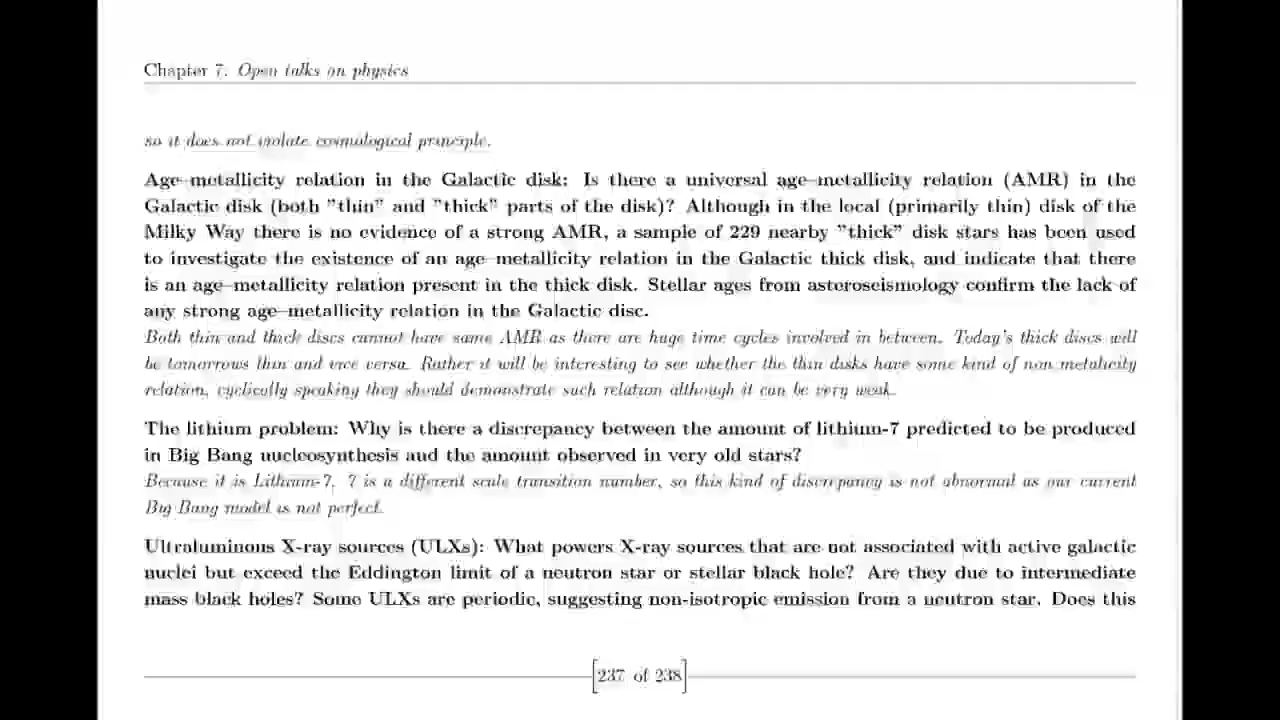 Chapter 7. Open talks on physics
so it does not violate cosmological principle.
Age–metallicity relation in the Galactic disk: Is there a universal age–metallicity relation (AMR) in the
Galactic disk (both "thin" and "thick" parts of the disk)? Although in the local (primarily thin) disk of the
Milky Way there is no evidence of a strong AMR, a sample of 229 nearby "thick" disk stars has been used
to investigate the existence of an age–metallicity relation in the Galactic thick disk, and indicate that there
is an age–metallicity relation present in the thick disk. Stellar ages from asteroseismology confirm the lack of
any strong age–metallicity relation in the Galactic disc.
Both thin and thick discs cannot have same AMR as there are huge time cycles involved in between. Today's thick discs will
be tomorrows thin and vice versa. Rather it will be interesting to see whether the thin disks have some kind of non metalicity
relation, cyclically speaking they should demonstrate such relation although it can be very weak.
The lithium problem: Why is there a discrepancy between the amount of lithium-7 predicted to be produced
in Big Bang nucleosynthesis and the amount observed in very old stars?
Because it is Lithium-7, 7 is a different scale transition number, so this kind of discrepancy is not abnormal as our current
Big Bang model is not perfect.
Ultraluminous X-ray sources (ULXs): What powers X-ray sources that are not associated with active galactic
nuclei but exceed the Eddington limit of a neutron star or stellar black hole? Are they due to intermediate
mass black holes? Some ULXs are periodic, suggesting non-isotropic emission from a neutron star. Does this
[237 of 238]